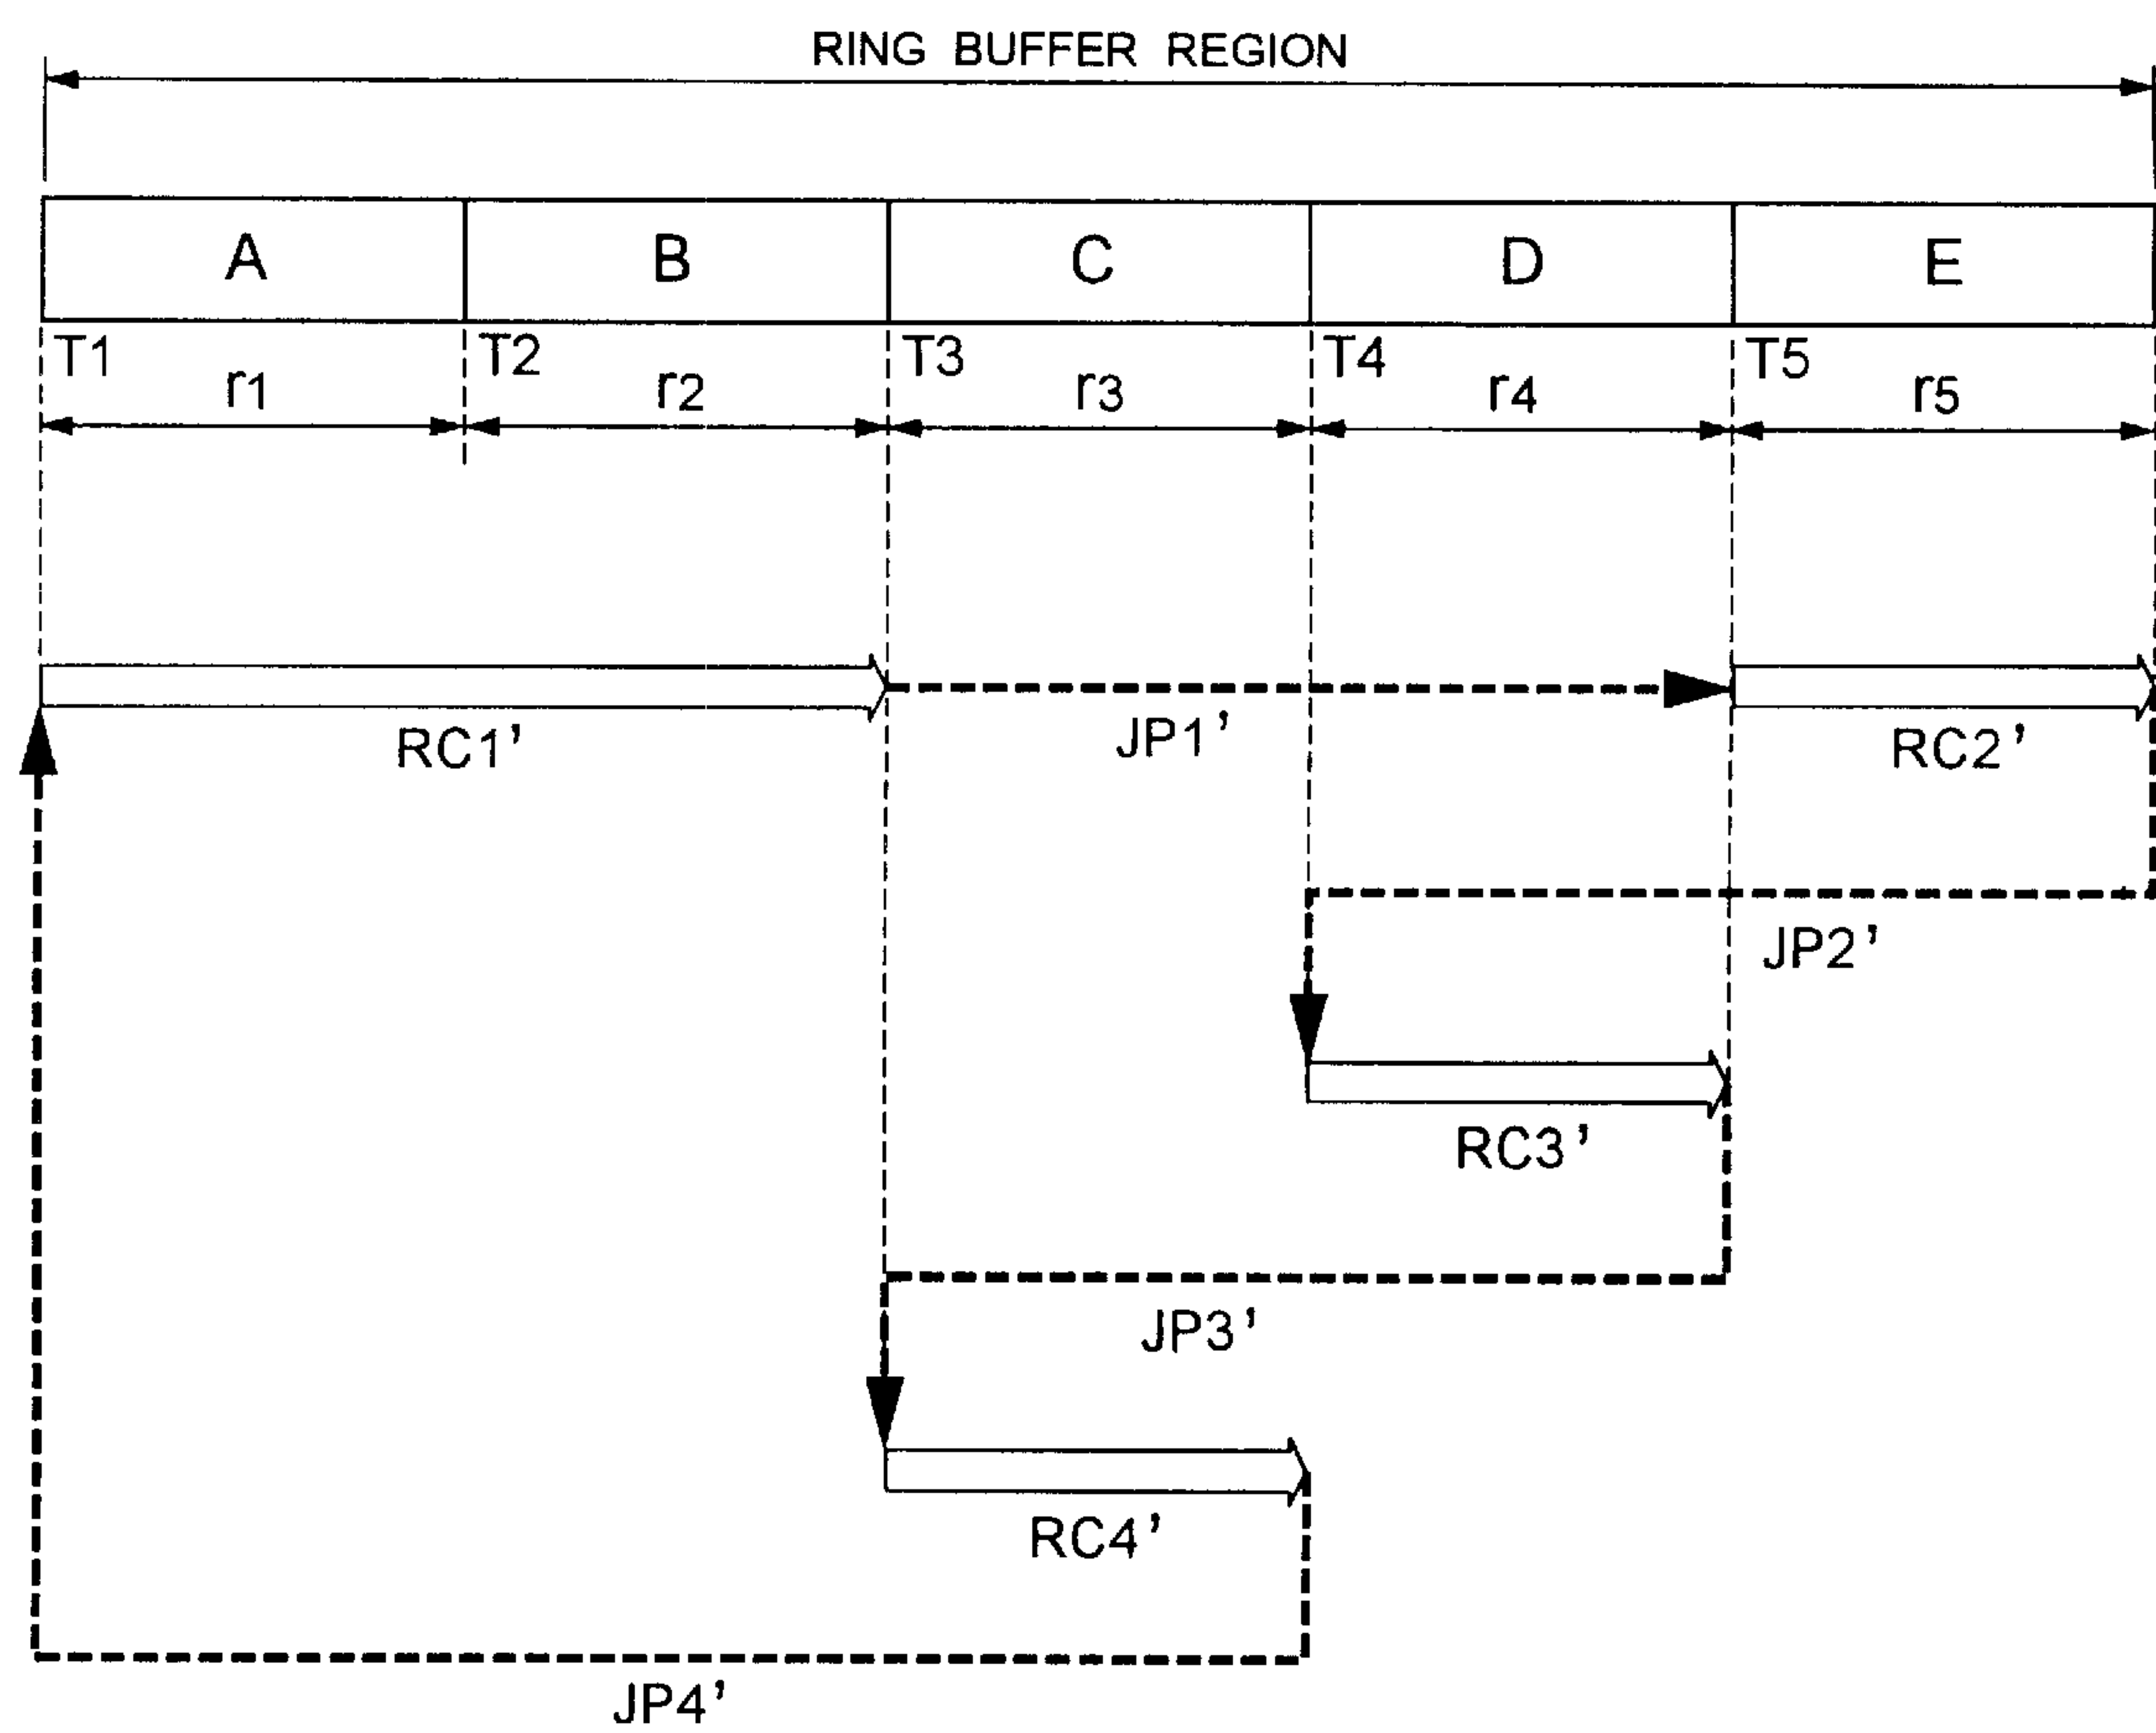 RING BUFFER REGION
A B C D E
T1 T2 T3 T4 T5
r1 r2 r3 r4 r5
RC1' JP1' RC2'
JP2'
RC3'
JP3'
RC4'
JP4'